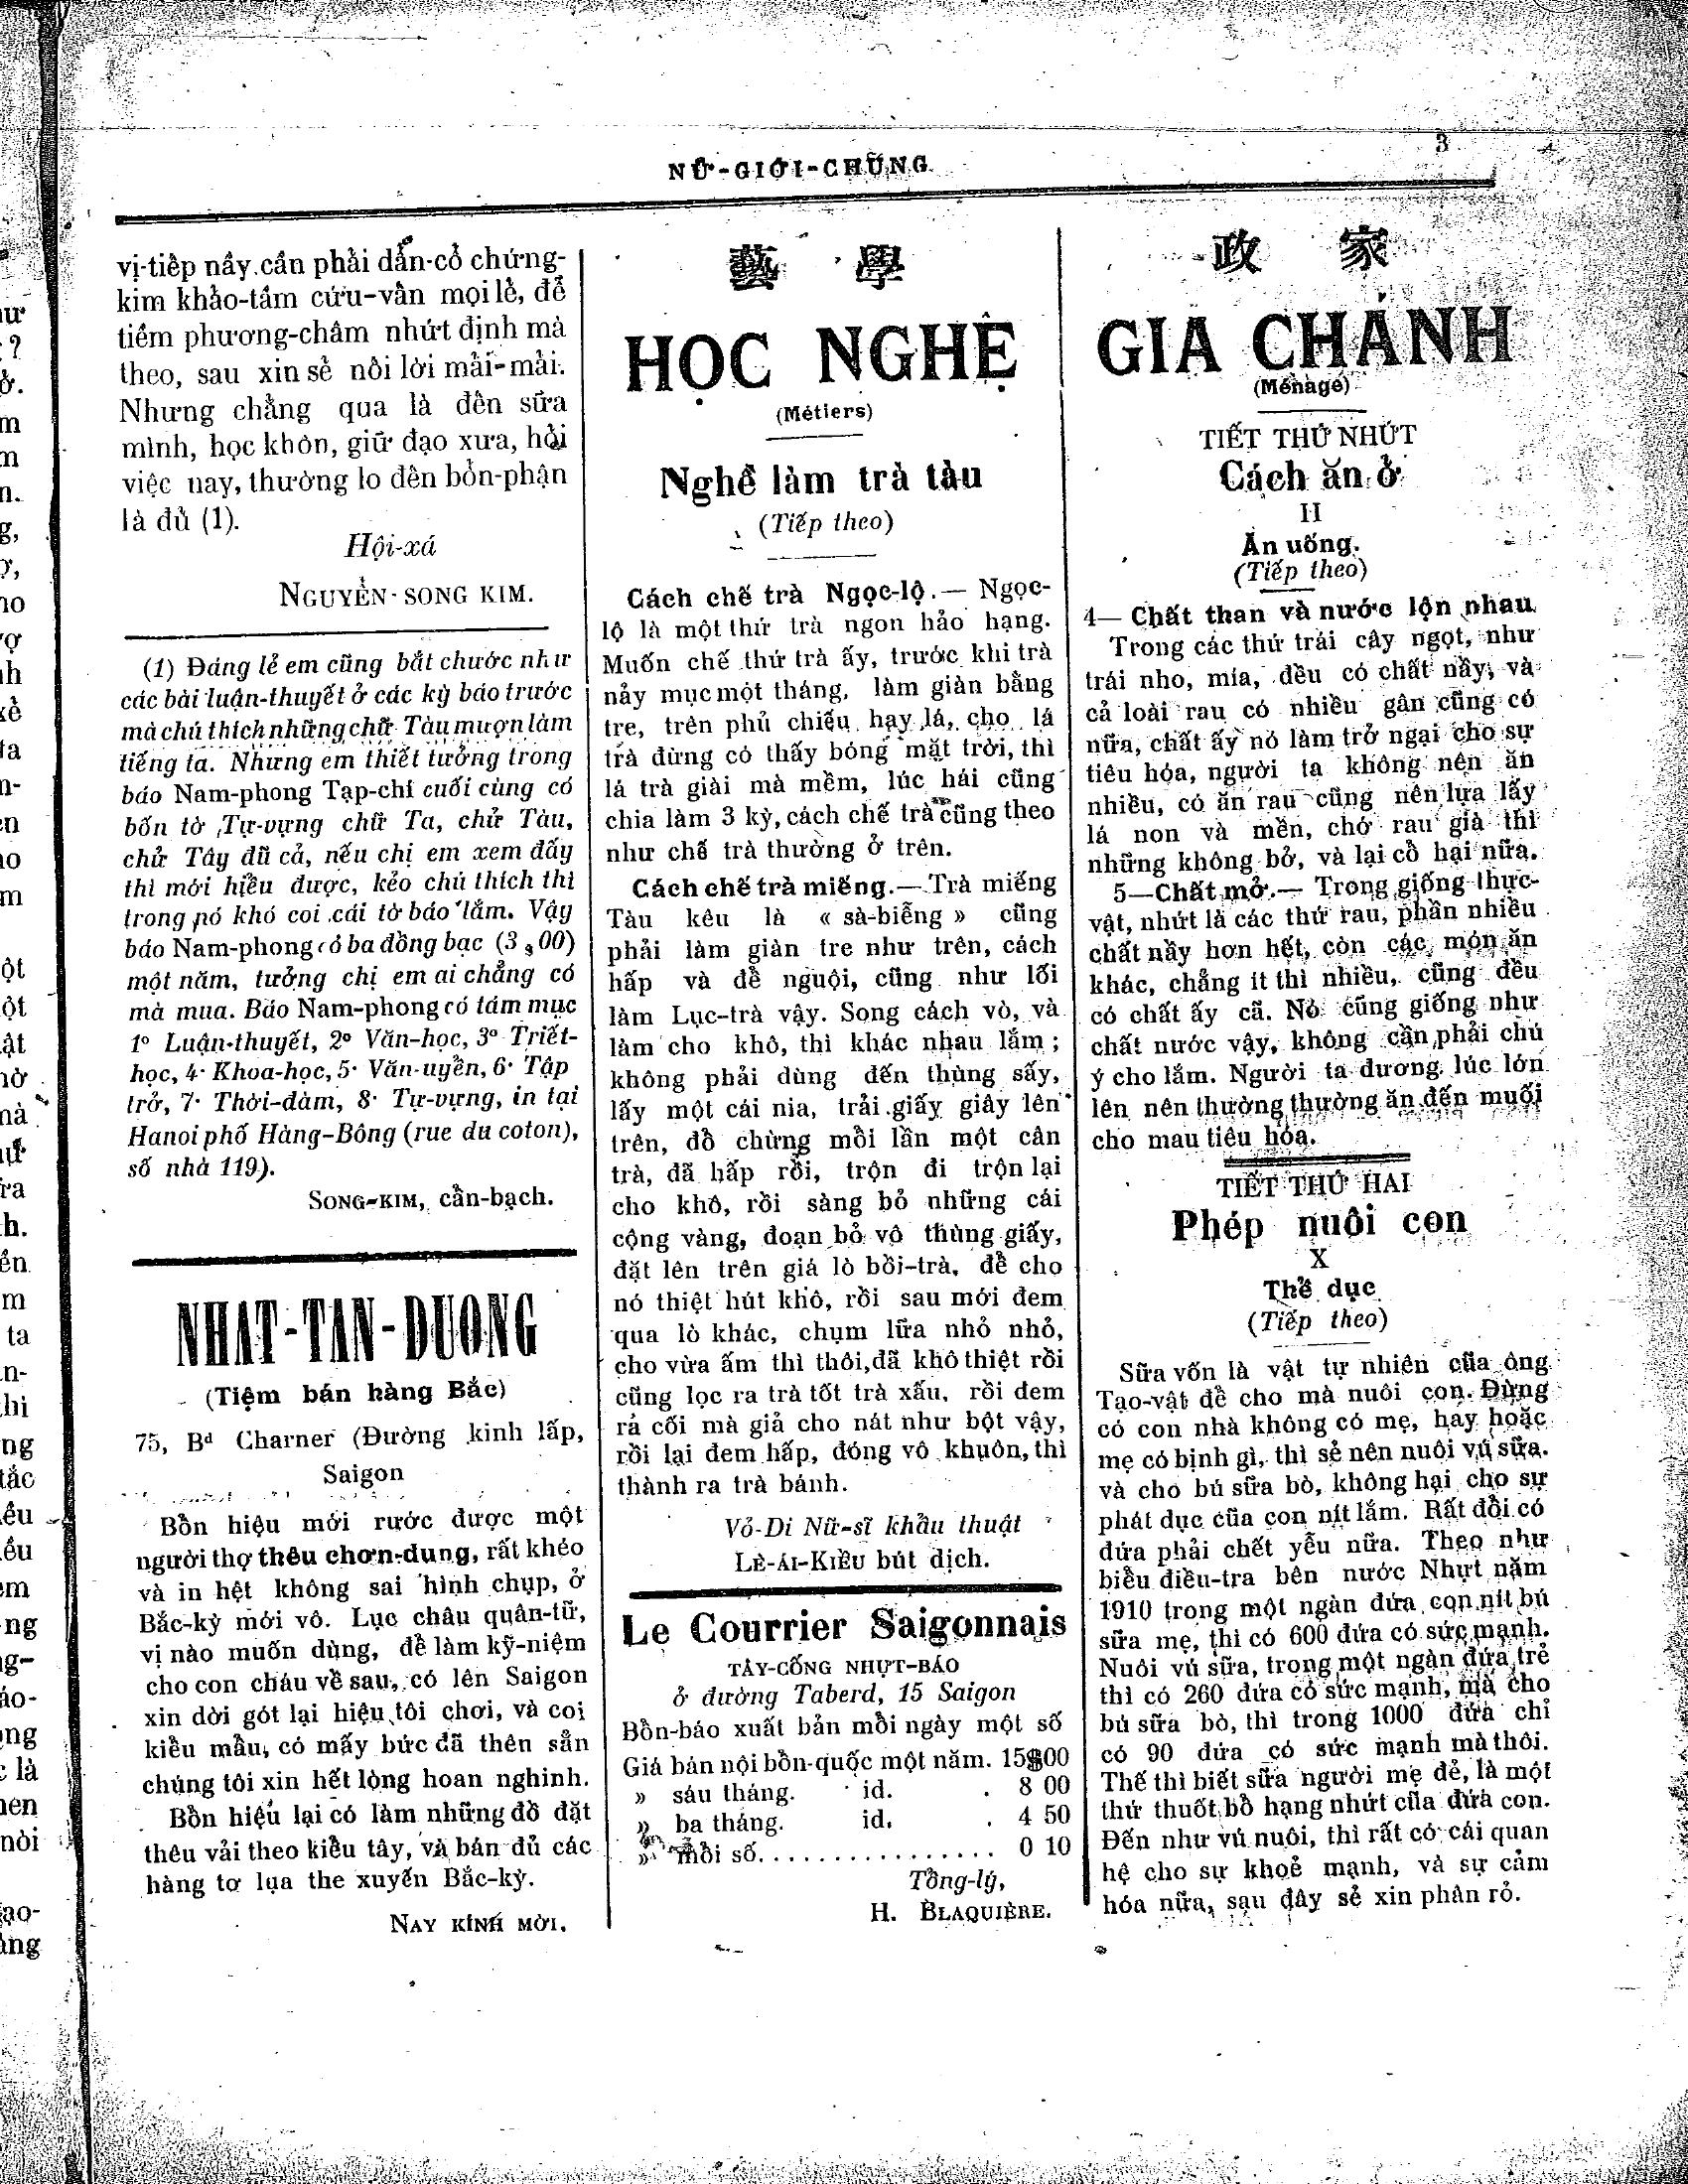 NỮ-GIỚI-CHUNG
3
vị-tiếp nầy cần phải dẩn-cổ chứng-
kim khảo-tầm cứu-vấn mọi lẻ, để
tiềm phương-châm nhứt định mà
theo, sau xin sẻ nối lời mải-mải.
Nhưng chẳng qua là đến sữa
mình, học khôn, giữ đạo xưa, hỏi
việc nay, thường lo đến bổn-phận
là đủ (1).
Hội-xá
NGUYỄN-SONG KIM.
(1) Đáng lẻ em cũng bắt chước như
các bài luận-thuyết ở các kỳ báo trước
mà chú thích những chữ Tàu mượn làm
tiếng ta. Nhưng em thiết tưởng trong
báo Nam-phong Tạp-chí cuối cùng có
bốn tờ Tự-vựng chữ Ta, chử Tàu,
chử Tây đũ cả, nếu chị em xem đấy
thì mới hiểu được, kẻo chú thích thì
trong nó khó coi cái tờ báo lắm. Vậy
báo Nam-phong có ba đồng bạc (3$00)
một năm, tưởng chị em ai chẳng có
mà mua. Báo Nam-phong có tám mục
1º Luận-thuyết, 2º Văn-học, 3º Triết-
học, 4· Khoa-học, 5· Văn-uyển, 6· Tập
trở, 7· Thời-đàm, 8· Tự-vựng, in tại
Hanoi phố Hàng-Bông (rue du coton),
số nhà 119).
SONG-KIM, cẩn-bạch.
NHAT-TAN-DUONG
(Tiệm bán hàng Bắc)
75, Bd Charner (Đường kinh lấp,
Saigon
Bổn hiệu mới rước được một
người thợ thêu chơn-dung, rất khéo
và in hệt không sai hình chụp, ở
Bắc-kỳ mới vô. Lục châu quân-tữ,
vị nào muốn dùng, để làm kỹ-niệm
cho con cháu về sau, có lên Saigon
xin dời gót lại hiệu tôi chơi, và coi
kiểu mẩu, có mấy bức đã thên sẵn
chúng tôi xin hết lòng hoan nghinh.
Bổn hiệu lại có làm những đồ đặt
thêu vải theo kiểu tây, và bán đủ các
hàng tơ lụa the xuyến Bắc-kỳ.
NAY KÍNH MỜI.
藝 學
HỌC NGHỆ
(Métiers)
Nghề làm trà tàu
(Tiếp theo)
Cách chế trà Ngọc-lộ.— Ngọc-
lộ là một thứ trà ngon hảo hạng.
Muốn chế thứ trà ấy, trước khi trà
nảy mục một tháng, làm giàn bằng
tre, trên phủ chiếu hay lá, cho lá
trà đừng có thấy bóng mặt trời, thì
lá trà giài mà mềm, lúc hái cũng
chia làm 3 kỳ, cách chế trà cũng theo
như chế trà thường ở trên.
Cách chế trà miếng.— Trà miếng
Tàu kêu là « sà-biễng » cũng
phải làm giàn tre như trên, cách
hấp và để nguội, cũng như lối
làm Lục-trà vậy. Song cách vò, và
làm cho khô, thì khác nhau lắm ;
không phải dùng đến thùng sấy,
lấy một cái nia, trải giấy giây lên
trên, đổ chừng mỗi lần một cân
trà, đã hấp rồi, trộn đi trộn lại
cho khô, rồi sàng bỏ những cái
cộng vàng, đoạn bỏ vô thùng giấy,
đặt lên trên giá lò bồi-trà, để cho
nó thiệt hút khô, rồi sau mới đem
qua lò khác, chụm lữa nhỏ nhỏ,
cho vừa ấm thì thôi, đã khô thiệt rồi
cũng lọc ra trà tốt trà xấu, rồi đem
rả cối mà giả cho nát như bột vậy,
rồi lại đem hấp, đóng vô khuôn, thì
thành ra trà bánh.
Vỏ-Di Nữ-sĩ khẩu thuật
LÊ-ÁI-KIỀU bút dịch.
Le Courrier Saigonnais
TÂY-CỐNG NHỰT-BÁO
ở đường Taberd, 15 Saigon
Bổn-báo xuất bản mỗi ngày một số
Giá bán nội bổn-quốc một năm. 15$00
» sáu tháng. id. . 8 00
» ba tháng. id. . 4 50
» mỗi số. . . . . . . . . . . . . . . . 0 10
Tổng-lý,
H. BLAQUIÈRE.
政 家
GIA CHÁNH
(Ménage)
TIẾT THỨ NHỨT
Cách ăn ở
II
Ăn uống.
(Tiếp theo)
4— Chất than và nước lộn nhau
Trong các thứ trái cây ngọt, như
trái nho, mía, đều có chất nầy, và
cả loài rau có nhiều gân cũng có
nữa, chất ấy nó làm trở ngại cho sự
tiêu hóa, người ta không nên ăn
nhiều, có ăn rau cũng nên lựa lấy
lá non và mền, chớ rau già thì
những không bở, và lại cồ hại nữa.
5—Chất mở.— Trong giống thực-
vật, nhứt là các thứ rau, phần nhiều
chất nầy hơn hết, còn các món ăn
khác, chẳng ít thì nhiều, cũng đều
có chất ấy cã. Nó cũng giống như
chất nước vậy, không cần phải chú
ý cho lắm. Người ta đương lúc lớn
lên nên thường thường ăn đến muối
cho mau tiêu hóa.
TIẾT THỨ HAI
Phép nuôi con
X
Thể dục
(Tiếp theo)
Sữa vốn là vật tự nhiên cũa ông
Tạo-vật để cho mà nuôi con. Đừng
có con nhà không có mẹ, hay hoặc
mẹ có bịnh gì, thì sẻ nên nuôi vú sữa.
và cho bú sữa bò, không hại cho sự
phát dục cũa con nít lắm. Rất đổi có
đứa phải chết yễu nữa. Theo như
biểu điều-tra bên nước Nhựt năm
1910 trong một ngàn đứa con nít bú
sữa mẹ, thì có 600 đứa có sức mạnh.
Nuôi vú sữa, trong một ngàn đứa trẻ
thì có 260 đứa có sức mạnh, mà cho
bú sữa bò, thì trong 1000 đứa chỉ
có 90 đứa có sức mạnh mà thôi.
Thế thì biết sữa người mẹ đẻ, là một
thứ thuốt bổ hạng nhứt cũa đứa con.
Đến như vú nuôi, thì rất có cái quan
hệ cho sự khoẻ mạnh, và sự cảm
hóa nữa, sau đây sẻ xin phân rỏ.